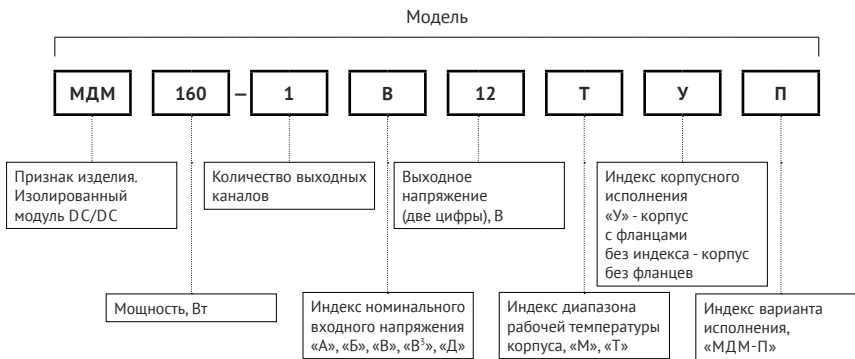 Модель
МДМ 160 – 1 В 12 Т У П
Признак изделия.
Изолированный
модуль DC/DC
Количество выходных
каналов
Выходное
напряжение
(две цифры), В
Индекс корпусного
исполнения
«У» - корпус
с фланцами
без индекса - корпус
без фланцев
Мощность, Вт
Индекс номинального
входного напряжения
«А», «Б», «В», «В³», «Д»
Индекс диапазона
рабочей температуры
корпуса, «М», «Т»
Индекс варианта
исполнения,
«МДМ-П»